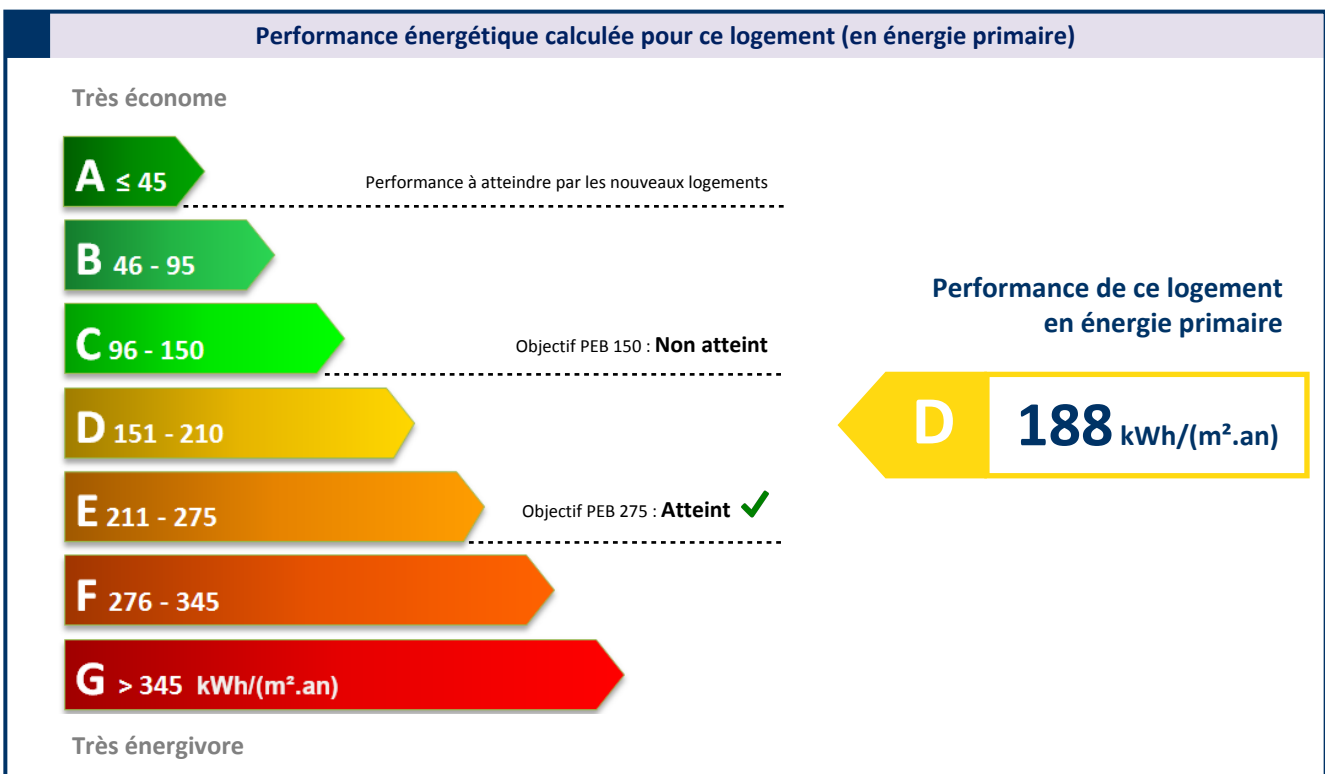 Performance énergétique calculée pour ce logement (en énergie primaire)
Très économe
A ≤ 45
Performance à atteindre par les nouveaux logements
B 46 - 95
C 96 - 150
Objectif PEB 150 : Non atteint
D 151 - 210
E 211 - 275
Objectif PEB 275 : Atteint
F 276 - 345
G > 345 kWh/(m².an)
Très énergivore
Performance de ce logement
en énergie primaire
D
188 kWh/(m².an)